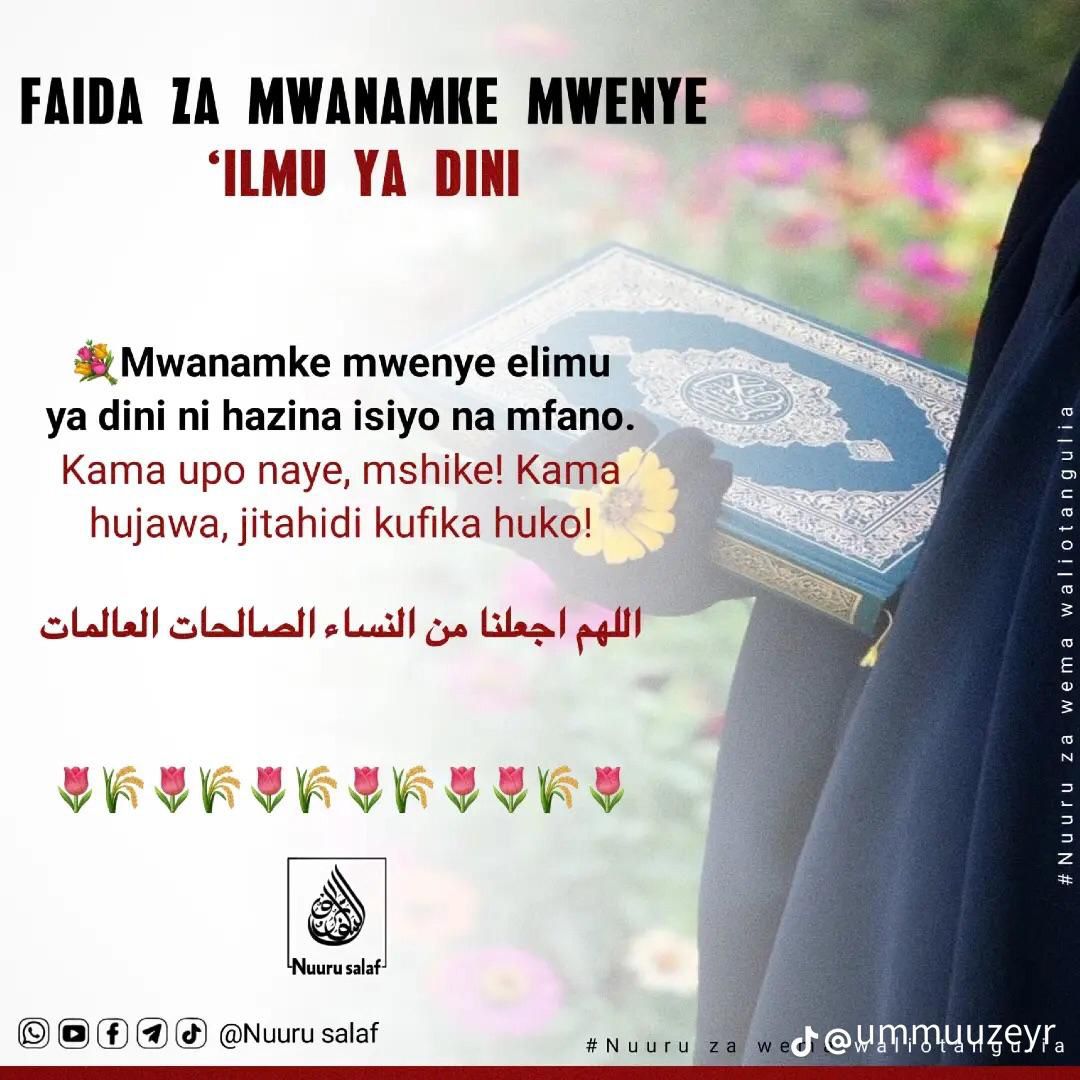 FAIDA ZA MWANAMKE MWENYE
‘ILMU YA DINI
💐Mwanamke mwenye elimu
ya dini ni hazina isiyo na mfano.
Kama upo naye, mshike! Kama
hujawa, jitahidi kufika huko!
اللهم اجعلنا من النساء الصالحات العالمات
🌷🌾🌷🌾🌷🌾🌷🌾🌷🌷🌾🌷
Nuuru salaf
@Nuuru salaf
#Nuuru za wema waliotangulia
@ummuuzeyr
#Nuuru za wema waliotangulia